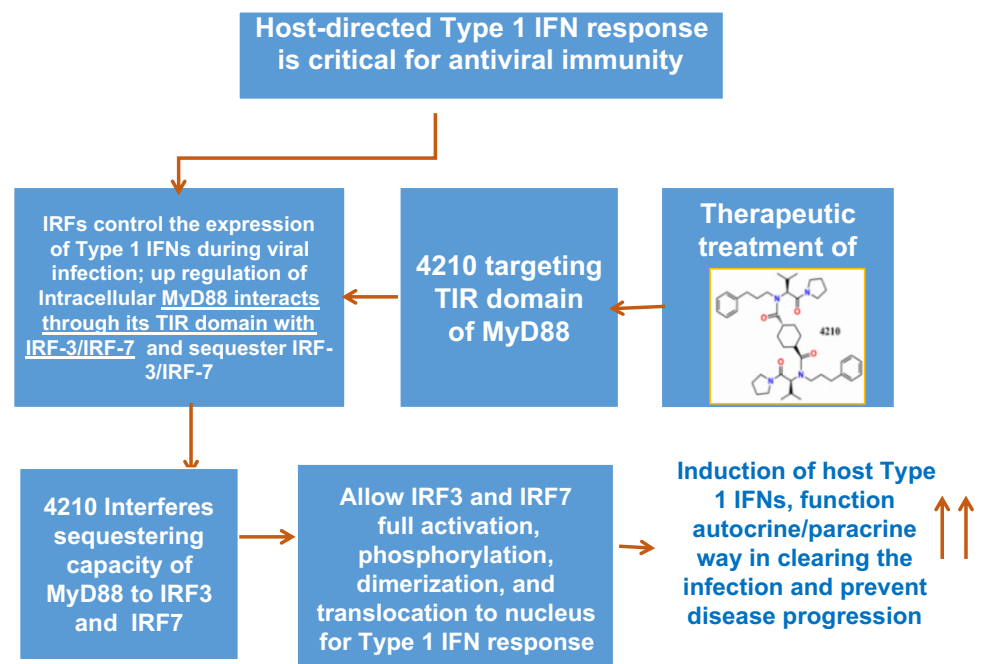 Host-directed Type 1 IFN response
is critical for antiviral immunity
IRFs control the expression
of Type 1 IFNs during viral
infection; up regulation of
Intracellular MyD88 interacts
through its TIR domain with
IRF-3/IRF-7 and sequester IRF-
3/IRF-7
4210 targeting
TIR domain
of MyD88
Therapeutic
treatment of
N
O
N
O
4210
O
O
N
N
4210 Interferes
sequestering
capacity of
MyD88 to IRF3
and IRF7
Allow IRF3 and IRF7
full activation,
phosphorylation,
dimerization, and
translocation to nucleus
for Type 1 IFN response
Induction of host Type
1 IFNs, function
autocrine/paracrine
way in clearing the
infection and prevent
disease progression